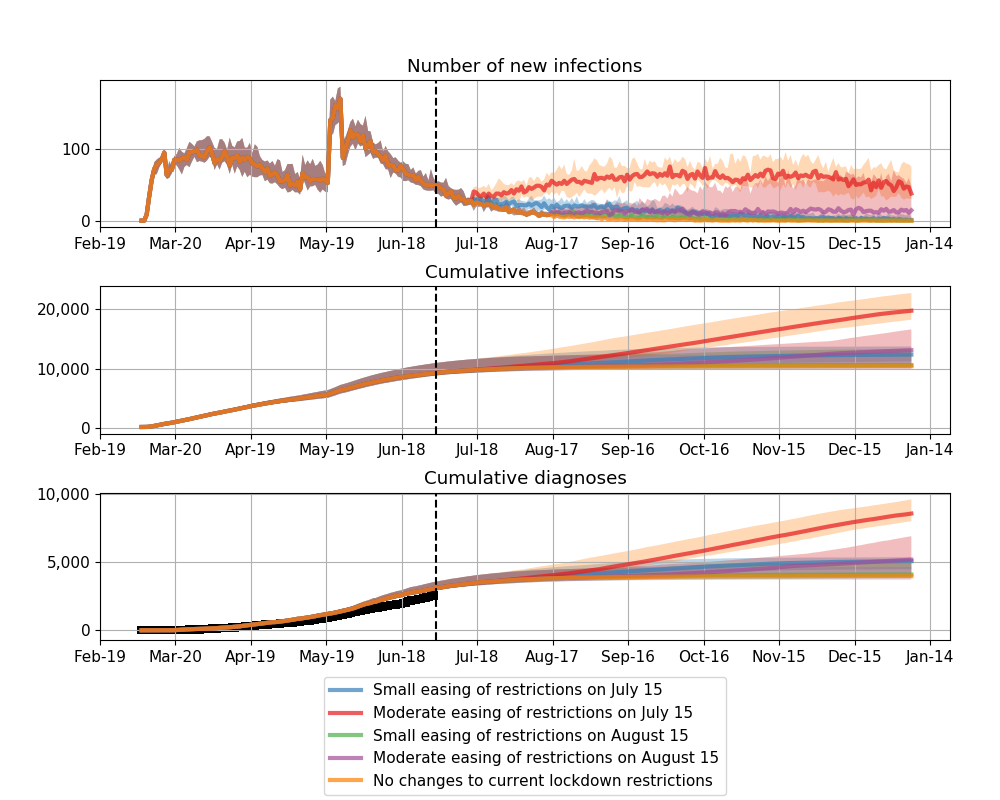 Number of new infections
100
0
Feb-19 Mar-20 Apr-19 May-19 Jun-18 Jul-18 Aug-17 Sep-16 Oct-16 Nov-15 Dec-15 Jan-14
Cumulative infections
20,000
10,000
0
Feb-19 Mar-20 Apr-19 May-19 Jun-18 Jul-18 Aug-17 Sep-16 Oct-16 Nov-15 Dec-15 Jan-14
Cumulative diagnoses
10,000
5,000
0
Feb-19 Mar-20 Apr-19 May-19 Jun-18 Jul-18 Aug-17 Sep-16 Oct-16 Nov-15 Dec-15 Jan-14
Small easing of restrictions on July 15
Moderate easing of restrictions on July 15
Small easing of restrictions on August 15
Moderate easing of restrictions on August 15
No changes to current lockdown restrictions